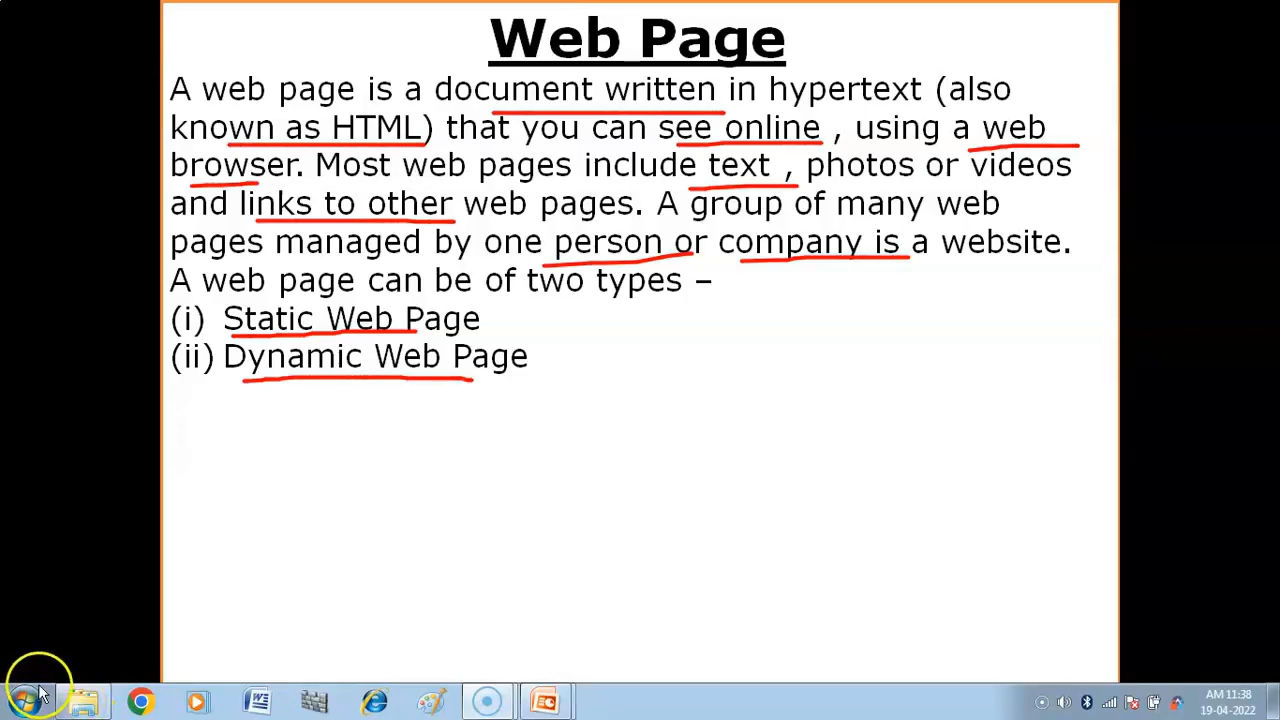 Web Page
A web page is a document written in hypertext (also
known as HTML) that you can see online , using a web
browser. Most web pages include text , photos or videos
and links to other web pages. A group of many web
pages managed by one person or company is a website.
A web page can be of two types –
(i) Static Web Page
(ii) Dynamic Web Page
AM 11:38
19-04-2022